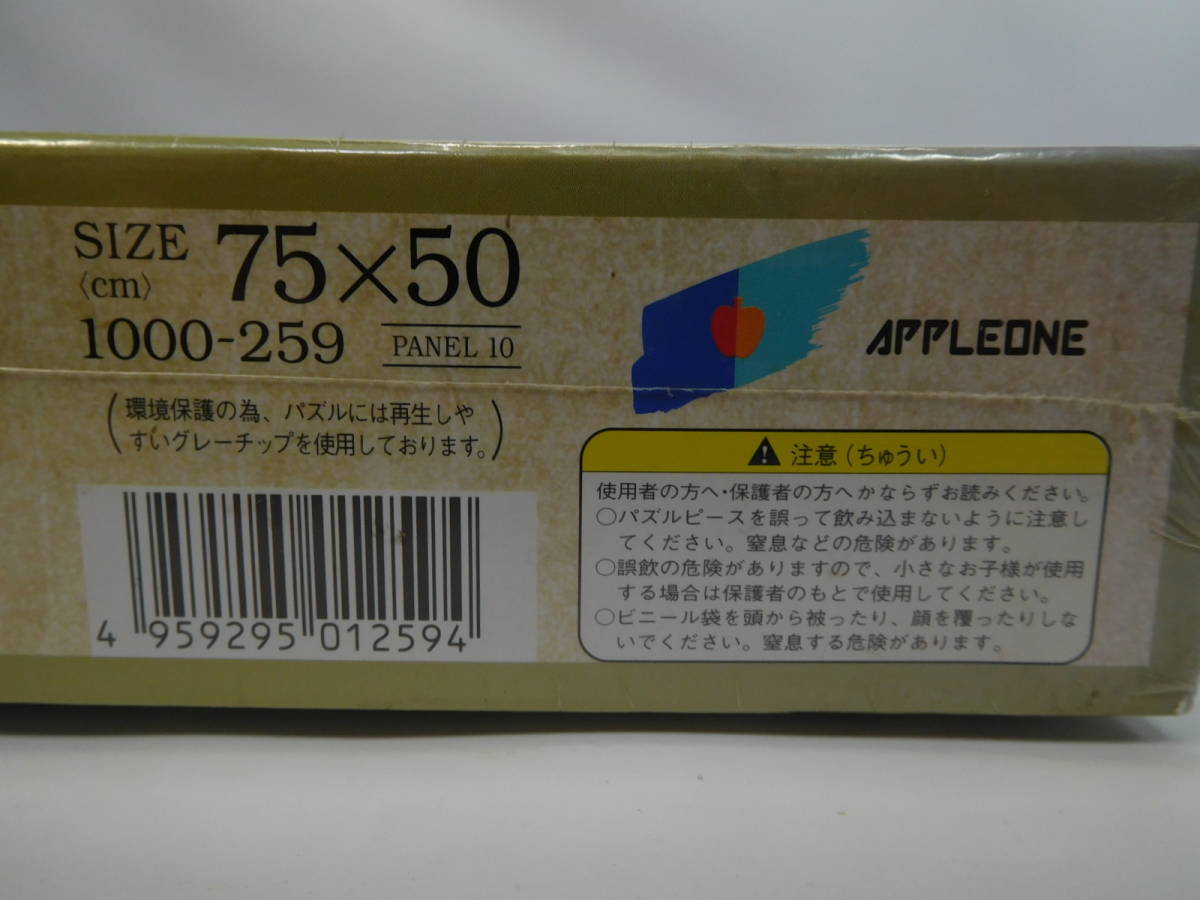 SIZE 75×50
〈cm〉
1000-259 PANEL 10
(環境保護の為、パズルには再生しや
すいグレーチップを使用しております。)
4 959295 012594
APPLEONE
注意(ちゅうい)
使用者の方へ・保護者の方へかならずお読みください。
○パズルピースを誤って飲み込まないように注意し
てください。窒息などの危険があります。
○誤飲の危険がありますので、小さなお子様が使用
する場合は保護者のもとで使用してください。
○ビニール袋を頭から被ったり、顔を覆ったりしな
いでください。窒息する危険があります。